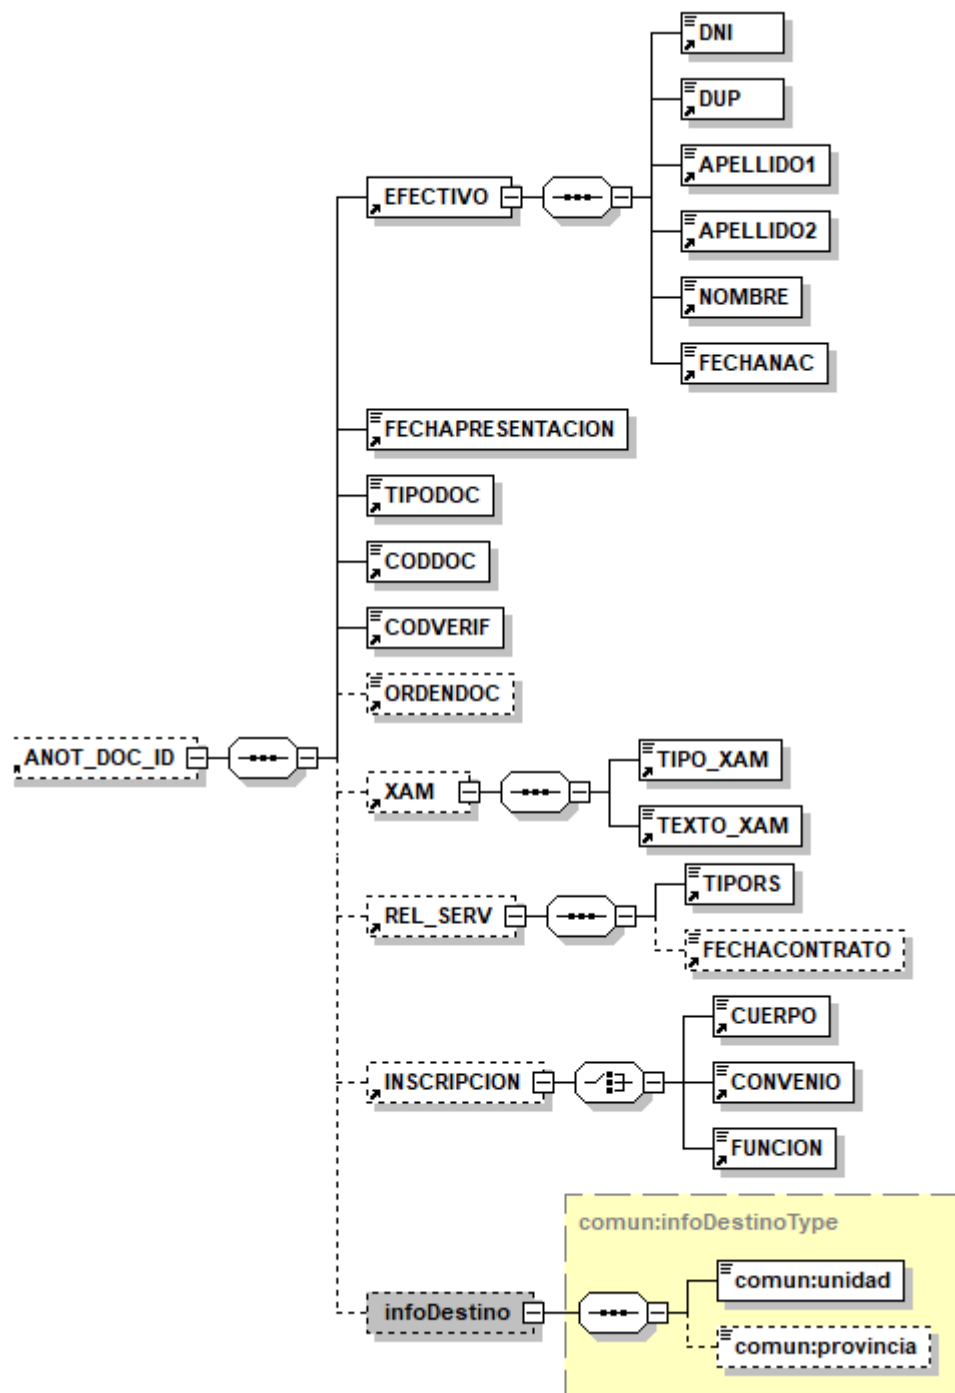 DNI
DUP
APELLIDO1
EFECTIVO
APELLIDO2
NOMBRE
FECHANAC
FECHAPRESENTACION
TIPODOC
CODDOC
CODVERIF
ORDENDOC
ANOT_DOC_ID
TIPO_XAM
XAM
TEXTO_XAM
TIPORS
REL_SERV
FECHACONTRATO
CUERPO
INSCRIPCION
CONVENIO
FUNCION
comun:infoDestinoType
comun:unidad
infoDestino
comun:provincia